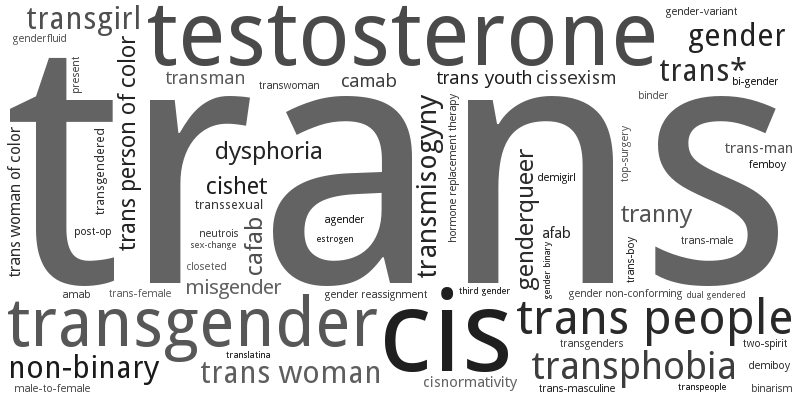 transgirl
testosterone
gender-variant
gender
genderfluid
present
trans person of color
transman
transwoman
camab
trans youth
cissexism
trans*
bi-gender
trans
binder
trans woman of color
transgendered
dysphoria
cishet
transsexual
transmisogyny
hormone replacement therapy
genderqueer
demigirl
top-surgery
trans-man
femboy
post-op
neutrois
sex-change
cafab
agender
estrogen
afab
tranny
trans-boy
trans-male
gender binary
closeted
misgender
amab
trans-female
gender reassignment
third gender
gender non-conforming
dual gendered
transgender
cis
trans people
transgenders
two-spirit
non-binary
translatina
trans woman
transphobia
demiboy
cisnormativity
male-to-female
trans-masculine
transpeople
binarism